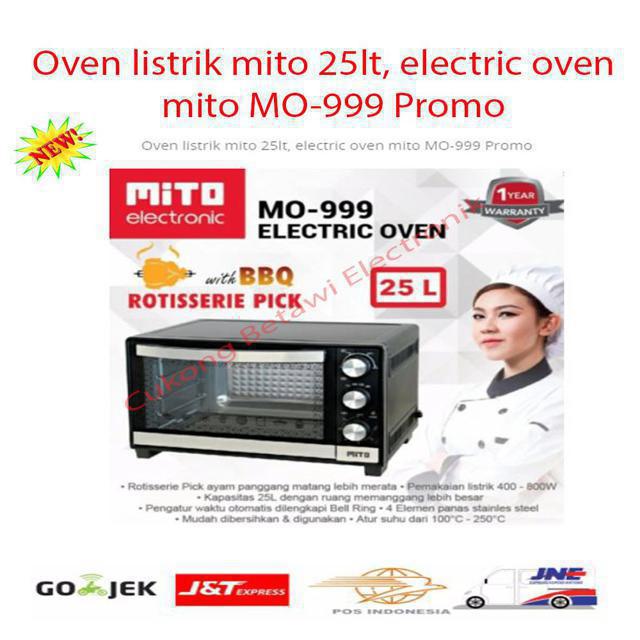 Oven listrik mito 25lt, electric oven
mito MO-999 Promo
NEW!
Oven listrik mito 25lt, electric oven mito MO-999 Promo
MITO
electronic
MO-999
ELECTRIC OVEN
1 YEAR
WARRANTY
with BBQ
ROTISSERIE PICK
25 L
Cukong Betawi Electronik
MITO
• Rotisserie Pick ayam panggang matang lebih merata • Pemakaian listrik 400 - 800W
• Kapasitas 25L dengan ruang memanggang lebih besar
• Pengatur waktu otomatis dilengkapi Bell Ring • 4 Elemen panas stainles steel
• Mudah dibersihkan & digunakan • Atur suhu dari 100°C - 250°C
GOJEK
J&T EXPRESS
POS INDONESIA
JNE